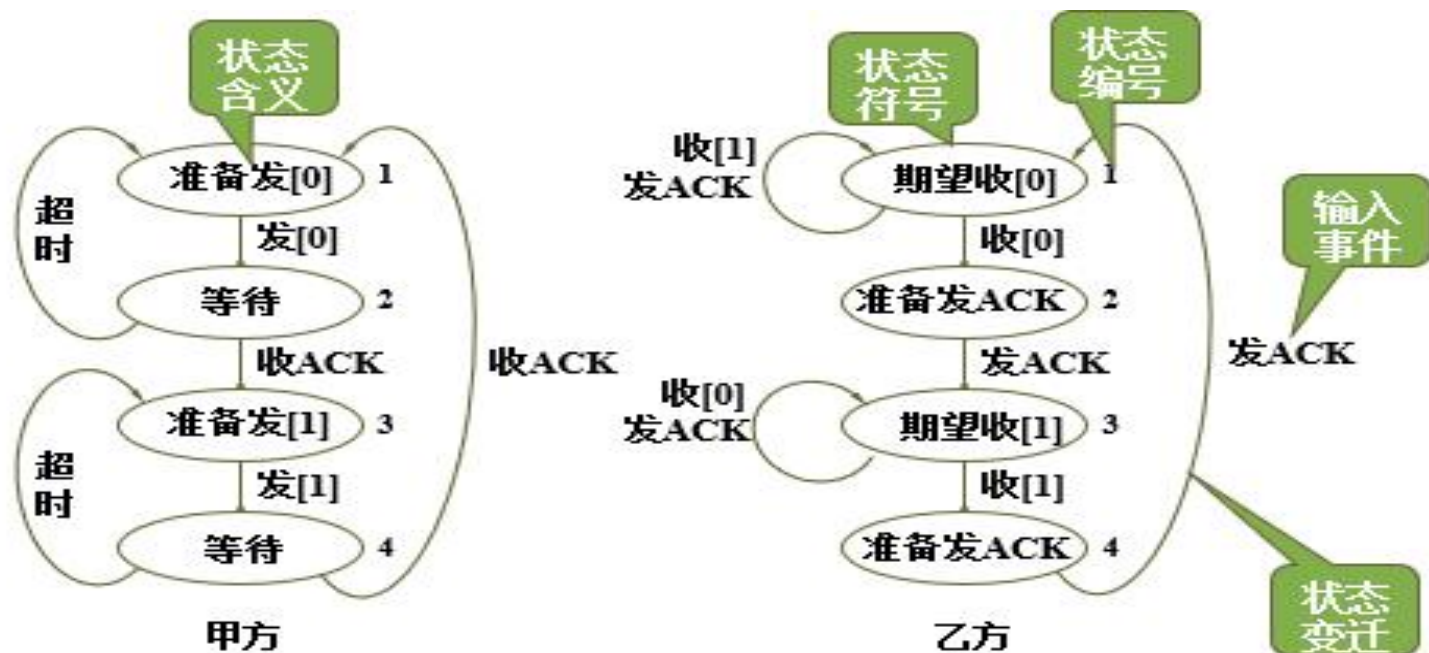 状态
含义
准备发[0]
1
超
时
发[0]
等待
2
收ACK
收ACK
准备发[1]
3
超
时
发[1]
等待
4
甲方
状态
符号
状态
编号
收[1]
发ACK
期望收[0]
1
输入
事件
收[0]
准备发ACK
2
发ACK
发ACK
收[0]
发ACK
期望收[1]
3
收[1]
准备发ACK
4
状态
变迁
乙方